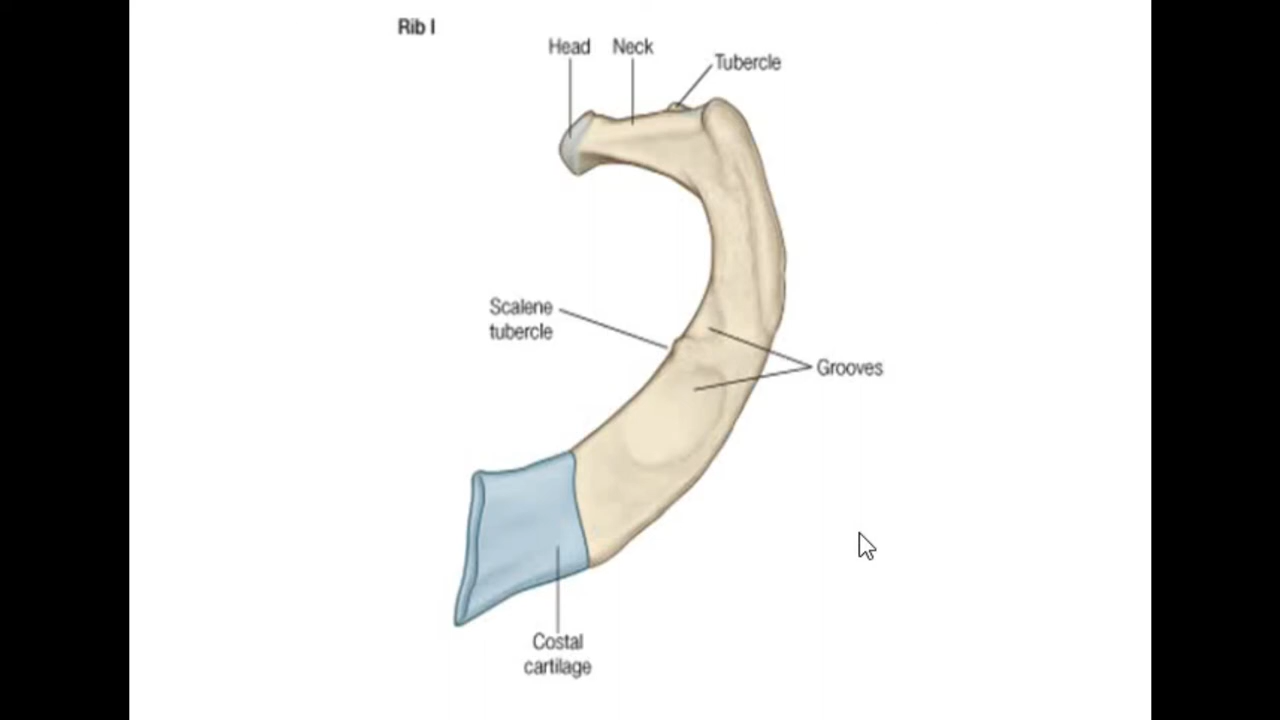 Rib I
Head
Neck
Tubercle
Scalene
tubercle
Grooves
Costal
cartilage